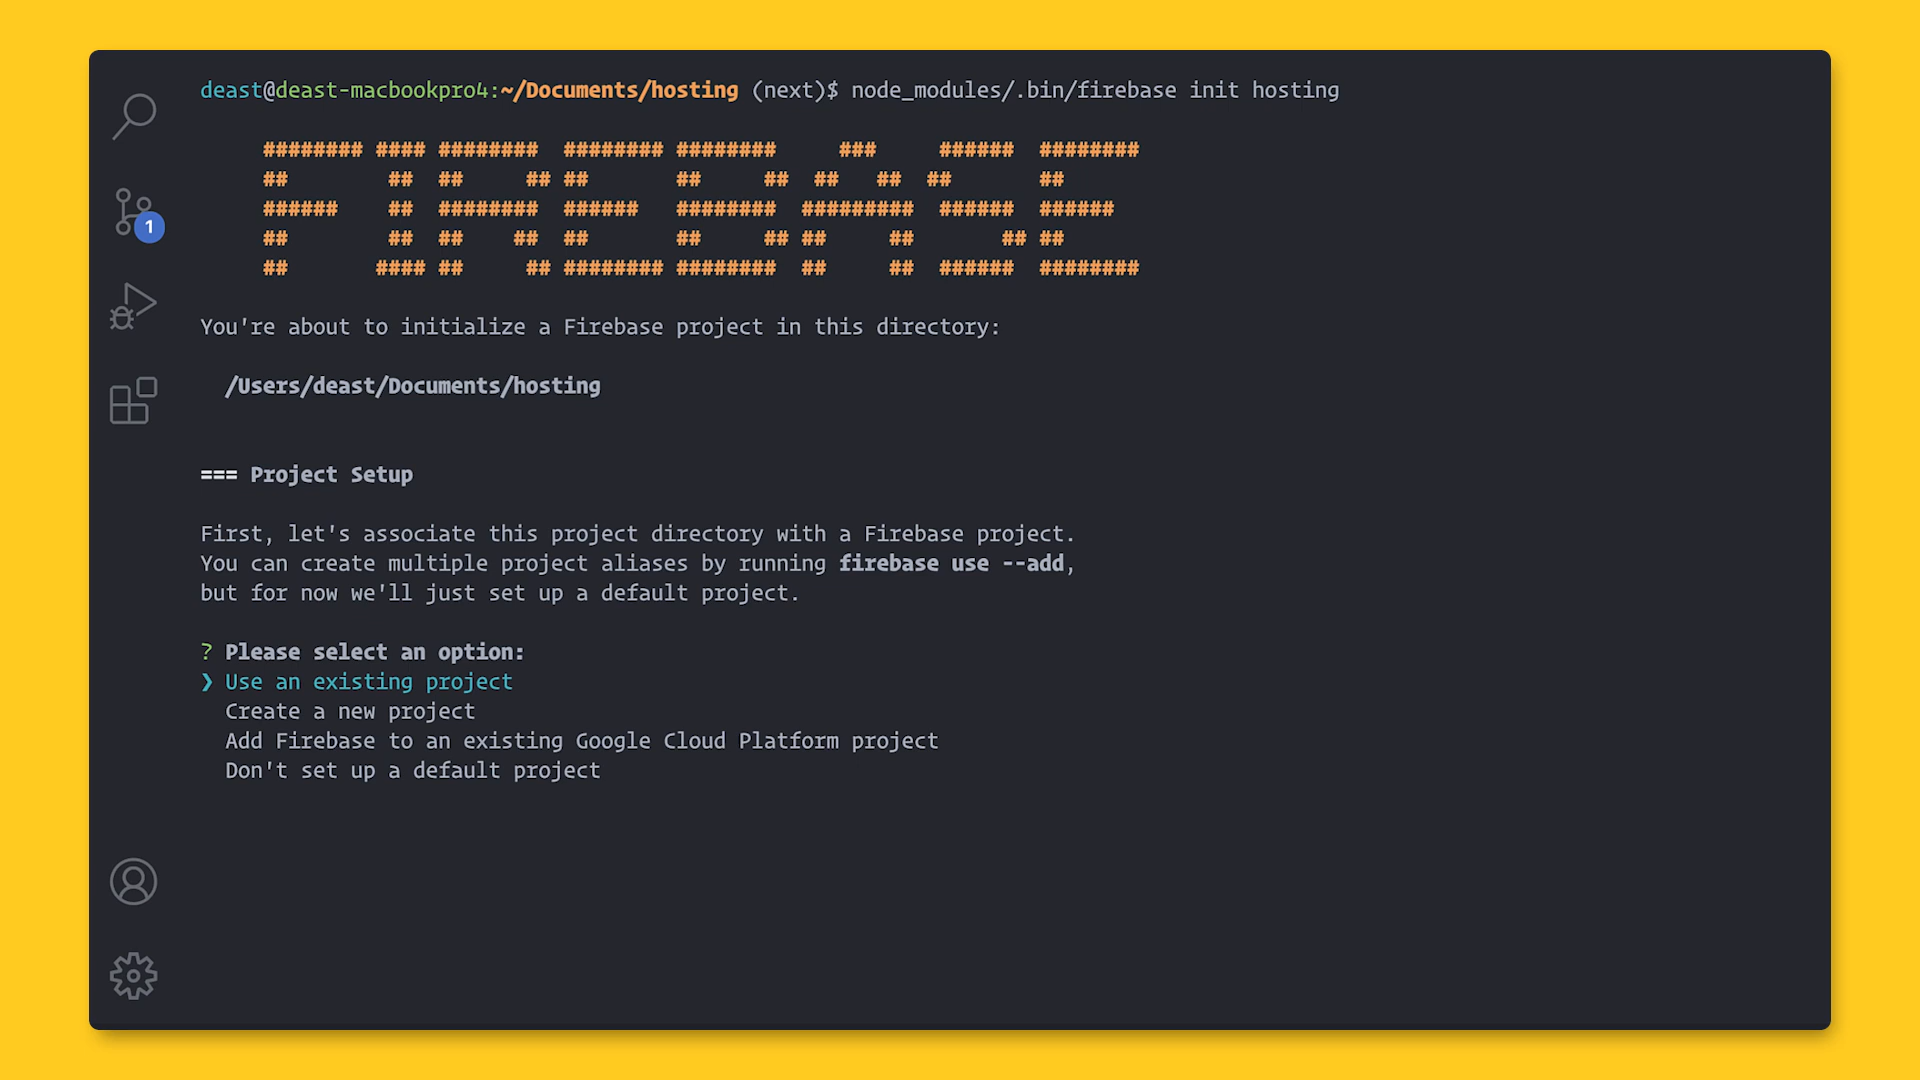 deast@deast-macbookpro4:~/Documents/hosting (next)$ node_modules/.bin/firebase init hosting
     ######## #### ########  ######## ########     ###     ######  ########
     ##        ##  ##     ## ##       ##     ##  ##   ##  ##       ##
     ######    ##  ########  ######   ########  #########  ######  ######
     ##        ##  ##    ##  ##       ##     ## ##     ##       ## ##
     ##       #### ##     ## ######## ########  ##     ##  ######  ########
1
You're about to initialize a Firebase project in this directory:
/Users/deast/Documents/hosting
=== Project Setup
First, let's associate this project directory with a Firebase project.
You can create multiple project aliases by running firebase use --add,
but for now we'll just set up a default project.
? Please select an option:
❯ Use an existing project
Create a new project
Add Firebase to an existing Google Cloud Platform project
Don't set up a default project